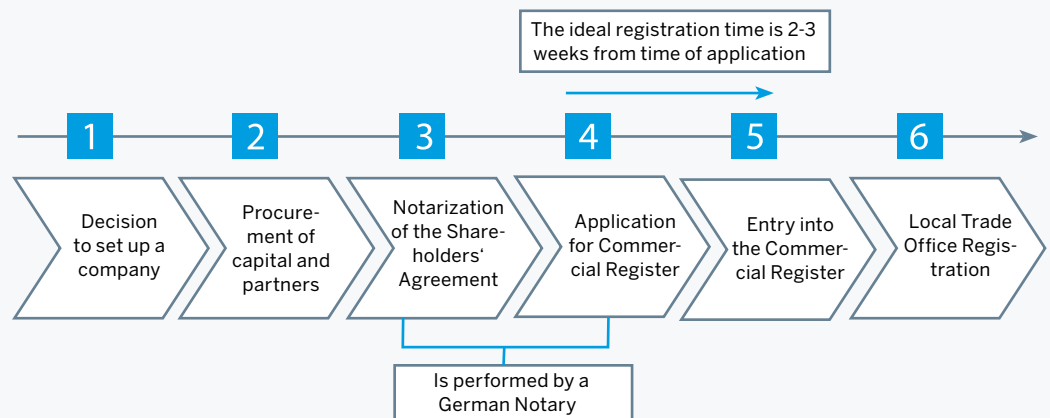 The ideal registration time is 2-3
weeks from time of application
1
2
3
4
5
6
Decision
to set up a
company
Procure-
ment of
capital and
partners
Notarization
of the Share-
holders‘
Agreement
Application
for Commer-
cial Register
Entry into
the Commer-
cial Register
Local Trade
Office Regis-
tration
Is performed by a
German Notary